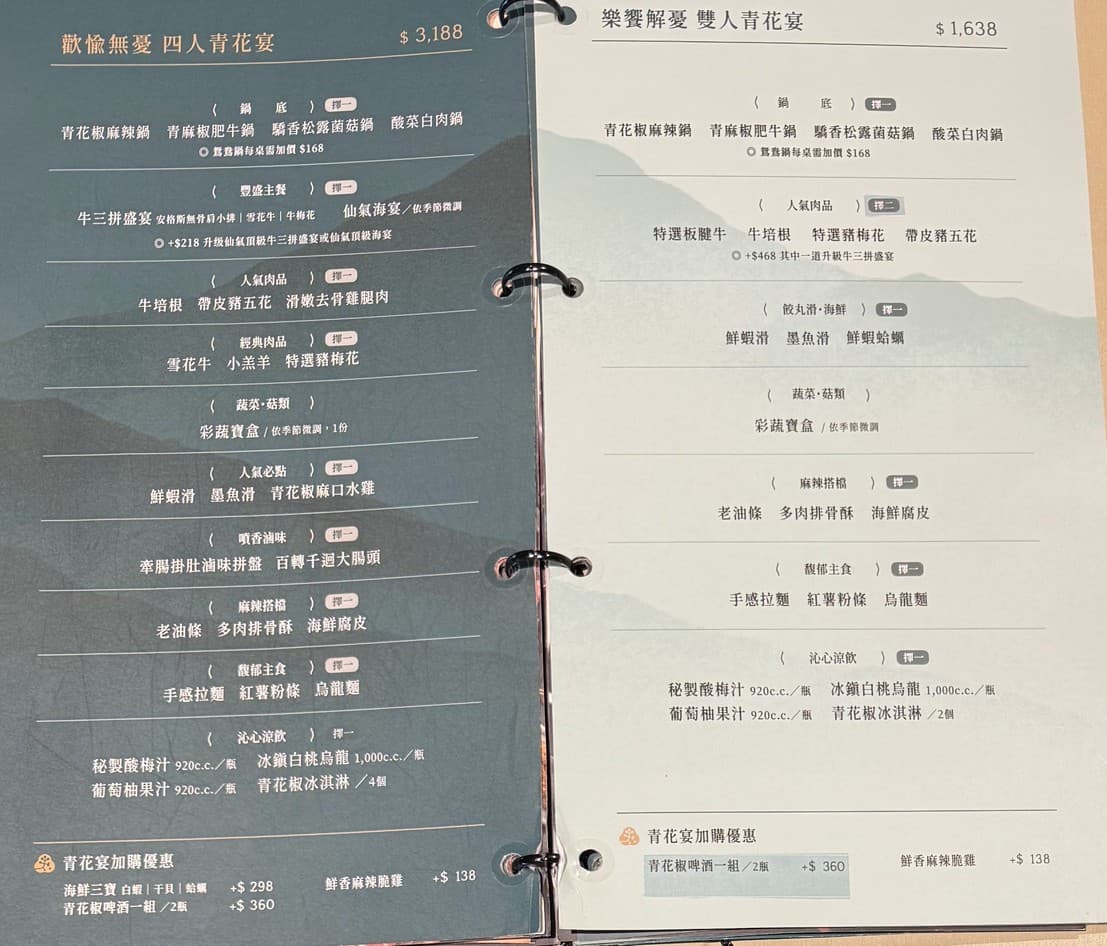 歡愉無憂 四人青花宴 $ 3,188
〈 鍋 底 〉 擇一
青花椒麻辣鍋 青麻椒肥牛鍋 驕香松露菌菇鍋 酸菜白肉鍋
◎ 鴛鴦鍋每桌需加價 $168
〈 豐盛主餐 〉 擇一
牛三拼盛宴 安格斯無骨肩小排 | 雪花牛 | 牛梅花 仙氣海宴/依季節微調
◎ +$218 升級仙氣頂級牛三拼盛宴或仙氣頂級海宴
〈 人氣肉品 〉 擇一
牛培根 帶皮豬五花 滑嫩去骨雞腿肉
〈 經典肉品 〉 擇一
雪花牛 小羔羊 特選豬梅花
〈 蔬菜·菇類 〉
彩蔬寶盒 / 依季節微調，1份
〈 人氣必點 〉 擇一
鮮蝦滑 墨魚滑 青花椒麻口水雞
〈 噴香滷味 〉 擇一
牽腸掛肚滷味拼盤 百轉千迴大腸頭
〈 麻辣搭檔 〉 擇一
老油條 多肉排骨酥 海鮮腐皮
〈 馥郁主食 〉 擇一
手感拉麵 紅薯粉條 烏龍麵
〈 沁心涼飲 〉 擇一
秘製酸梅汁 920c.c./瓶 冰鎮白桃烏龍 1,000c.c./瓶
葡萄柚果汁 920c.c./瓶 青花椒冰淇淋 /4個
青花宴加購優惠
海鮮三寶 白蝦 | 干貝 | 蛤蠣 +$ 298 鮮香麻辣脆雞 +$ 138
青花椒啤酒一組 /2瓶 +$ 360
樂饗解憂 雙人青花宴 $ 1,638
〈 鍋 底 〉 擇一
青花椒麻辣鍋 青麻椒肥牛鍋 驕香松露菌菇鍋 酸菜白肉鍋
◎ 鴛鴦鍋每桌需加價 $168
〈 人氣肉品 〉 擇二
特選板腱牛 牛培根 特選豬梅花 帶皮豬五花
◎ +$468 其中一道升級牛三拼盛宴
〈 餃丸滑·海鮮 〉 擇一
鮮蝦滑 墨魚滑 鮮蝦蛤蠣
〈 蔬菜·菇類 〉
彩蔬寶盒 / 依季節微調
〈 麻辣搭檔 〉 擇一
老油條 多肉排骨酥 海鮮腐皮
〈 馥郁主食 〉 擇一
手感拉麵 紅薯粉條 烏龍麵
〈 沁心涼飲 〉 擇一
秘製酸梅汁 920c.c./瓶 冰鎮白桃烏龍 1,000c.c./瓶
葡萄柚果汁 920c.c./瓶 青花椒冰淇淋 /2個
青花宴加購優惠
青花椒啤酒一組 /2瓶 +$ 360 鮮香麻辣脆雞 +$ 138